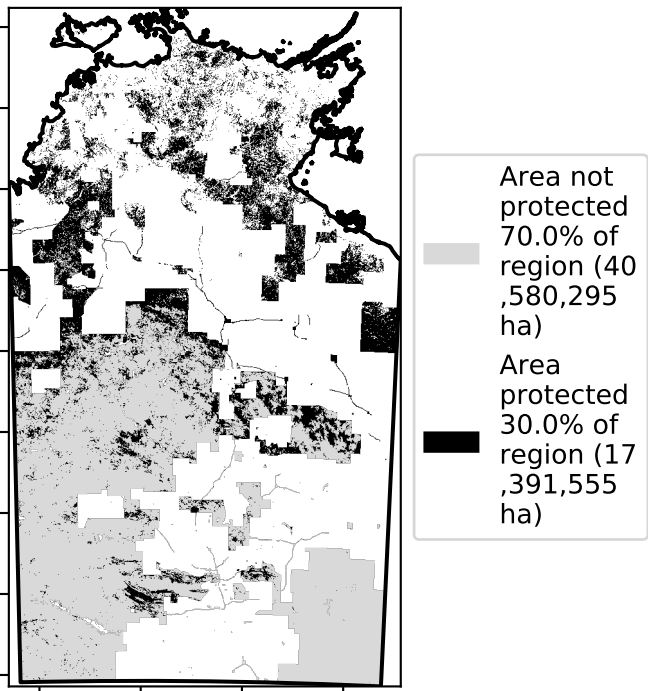 Area not
protected
70.0% of
region (40
,580,295
ha)
Area
protected
30.0% of
region (17
,391,555
ha)